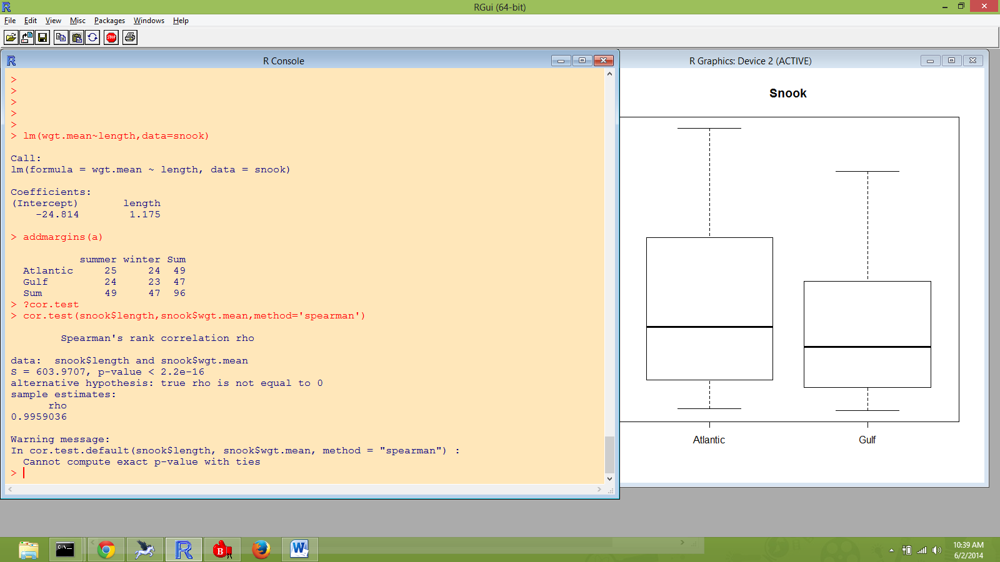 RGui (64-bit)
File Edit View Misc Packages Windows Help
STOP
R Console
>
>
>
>
>
> lm(wgt.mean~length,data=snook)
Call:
lm(formula = wgt.mean ~ length, data = snook)
Coefficients:
(Intercept) length
-24.814 1.175
> addmargins(a)
summer winter Sum
Atlantic 25 24 49
Gulf 24 23 47
Sum 49 47 96
> ?cor.test
> cor.test(snook$length,snook$wgt.mean,method='spearman')
Spearman's rank correlation rho
data: snook$length and snook$wgt.mean
S = 603.9707, p-value < 2.2e-16
alternative hypothesis: true rho is not equal to 0
sample estimates:
rho
0.9959036
Warning message:
In cor.test.default(snook$length, snook$wgt.mean, method = "spearman") :
Cannot compute exact p-value with ties
>
R Graphics: Device 2 (ACTIVE)
Snook
Atlantic Gulf
10:39 AM
6/2/2014